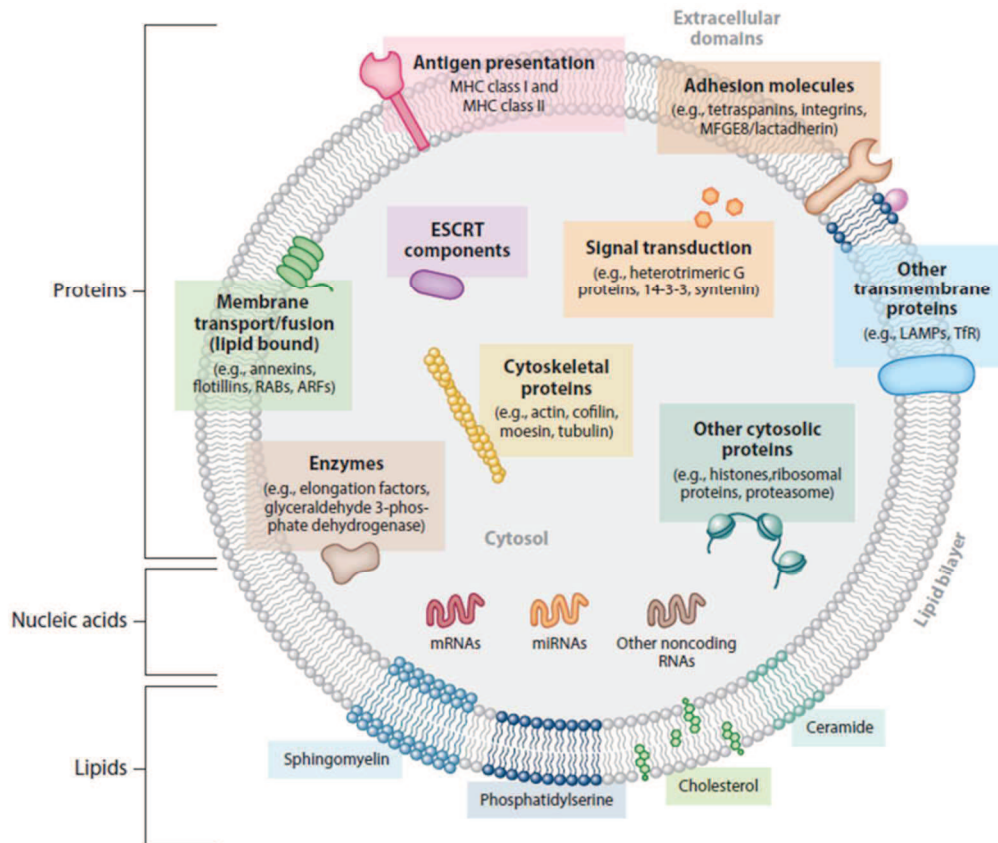 Extracellular
domains
Antigen presentation
MHC class I and
MHC class II
Adhesion molecules
(e.g., tetraspanins, integrins,
MFGE8/lactadherin)
ESCRT
components
Signal transduction
(e.g., heterotrimeric G
proteins, 14-3-3, syntenin)
Other
transmembrane
proteins
(e.g., LAMPs, TfR)
Proteins
Membrane
transport/fusion
(lipid bound)
(e.g., annexins,
flotillins, RABs, ARFs)
Cytoskeletal
proteins
(e.g., actin, cofilin,
moesin, tubulin)
Other cytosolic
proteins
(e.g., histones,ribosomal
proteins, proteasome)
Enzymes
(e.g., elongation factors,
glyceraldehyde 3-phos-
phate dehydrogenase)
Cytosol
Lipid bilayer
Nucleic acids
mRNAs
miRNAs
Other noncoding
RNAs
Lipids
Sphingomyelin
Phosphatidylserine
Cholesterol
Ceramide